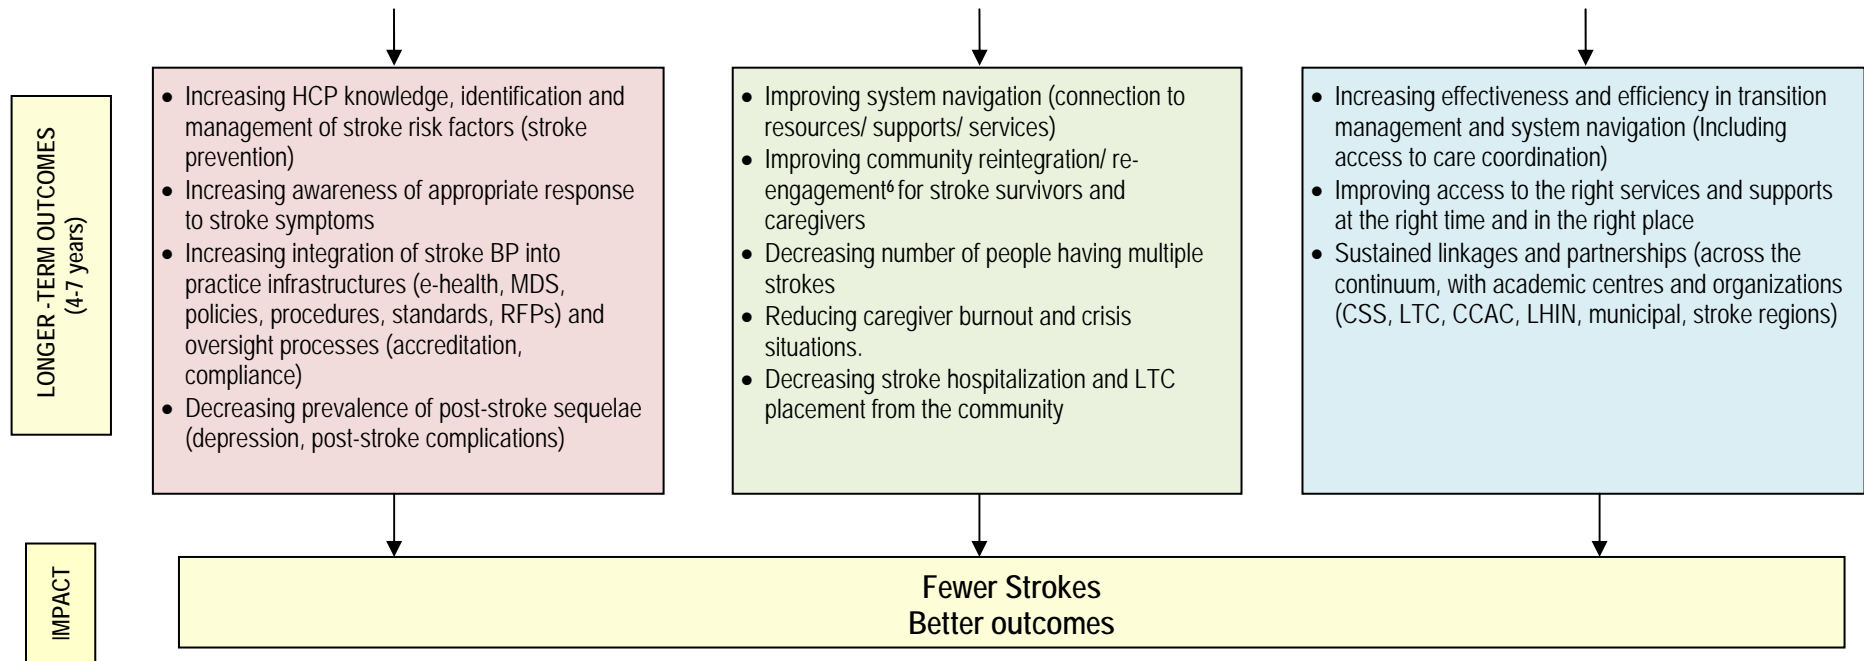 LONGER -TERM OUTCOMES
(4-7 years)
• Increasing HCP knowledge, identification and
management of stroke risk factors (stroke
prevention)
• Increasing awareness of appropriate response
to stroke symptoms
• Increasing integration of stroke BP into
practice infrastructures (e-health, MDS,
policies, procedures, standards, RFPs) and
oversight processes (accreditation,
compliance)
• Decreasing prevalence of post-stroke sequelae
(depression, post-stroke complications)
• Improving system navigation (connection to
resources/ supports/ services)
• Improving community reintegration/ re-
engagement⁶ for stroke survivors and
caregivers
• Decreasing number of people having multiple
strokes
• Reducing caregiver burnout and crisis
situations.
• Decreasing stroke hospitalization and LTC
placement from the community
• Increasing effectiveness and efficiency in transition
management and system navigation (Including
access to care coordination)
• Improving access to the right services and supports
at the right time and in the right place
• Sustained linkages and partnerships (across the
continuum, with academic centres and organizations
(CSS, LTC, CCAC, LHIN, municipal, stroke regions)
IMPACT
Fewer Strokes
Better outcomes